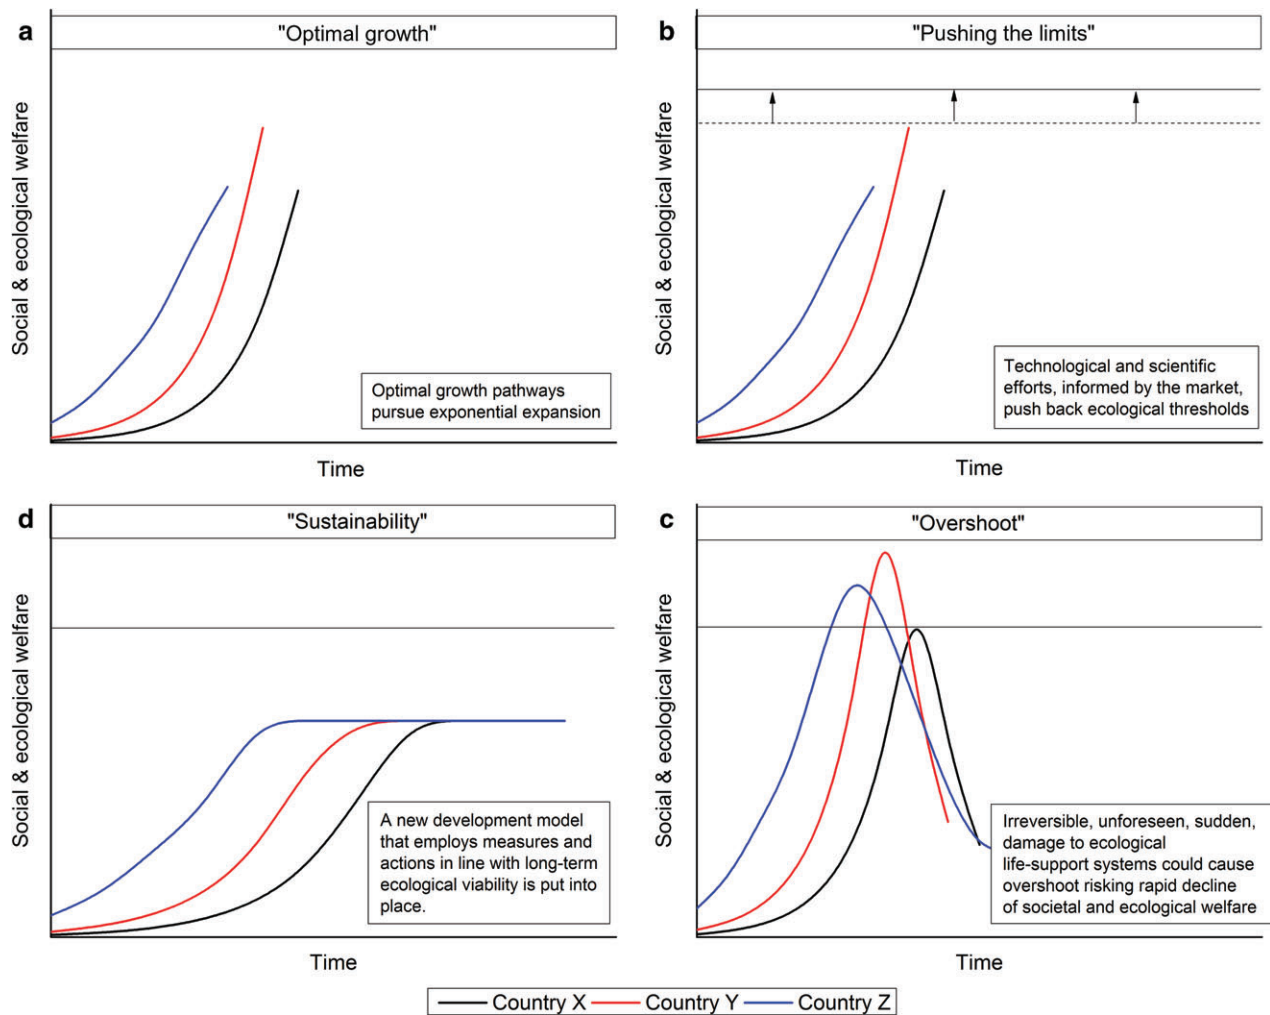 a
"Optimal growth"
Social & ecological welfare
Optimal growth pathways
pursue exponential expansion
Time
b
"Pushing the limits"
Social & ecological welfare
Technological and scientific
efforts, informed by the market,
push back ecological thresholds
Time
d
"Sustainability"
Social & ecological welfare
A new development model
that employs measures and
actions in line with long-term
ecological viability is put into
place.
Time
c
"Overshoot"
Social & ecological welfare
Irreversible, unforeseen, sudden,
damage to ecological
life-support systems could cause
overshoot risking rapid decline
of societal and ecological welfare
Time
Country X
Country Y
Country Z